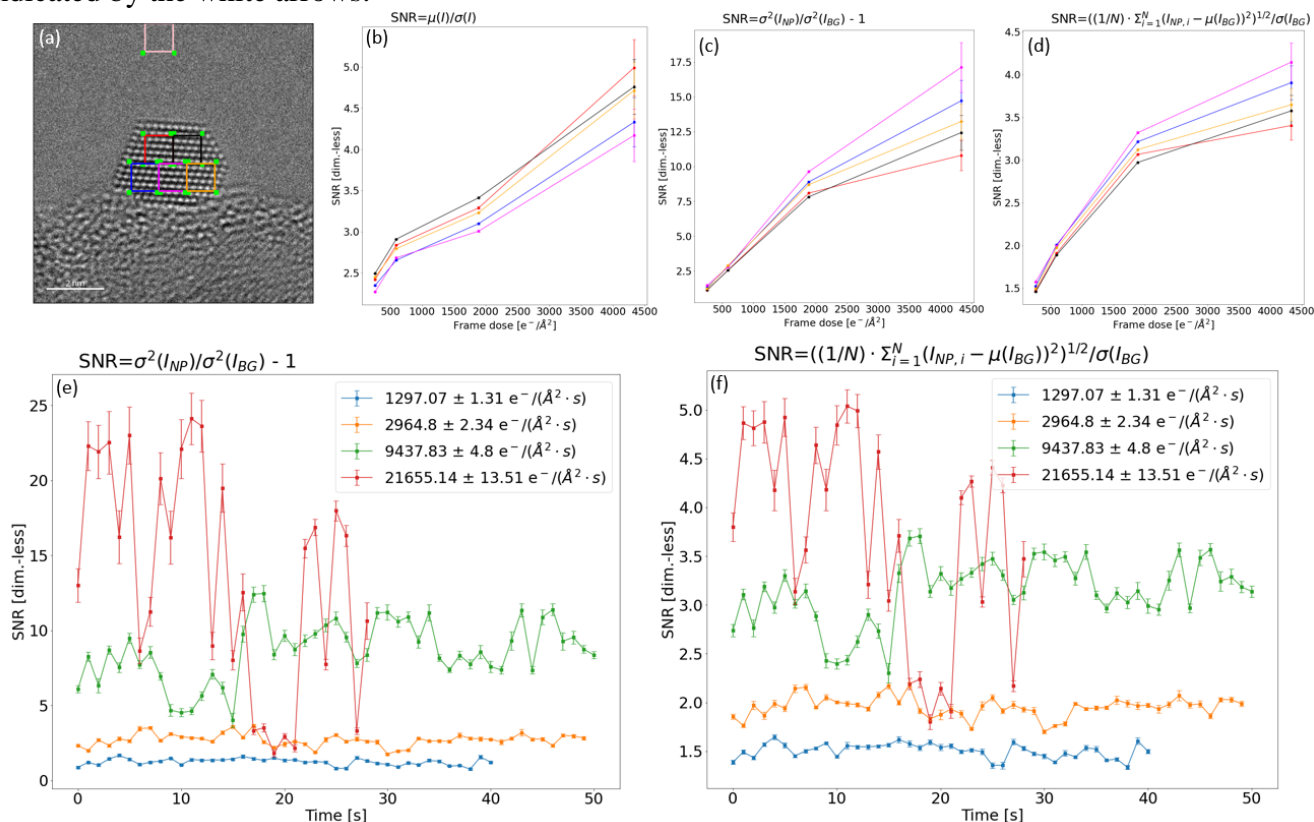 dicated by the white arrows.
(a)
2 nm
SNR=μ(I)/σ(I)
(b)
SNR [dim.-less]
5.0
4.5
4.0
3.5
3.0
2.5
500 1000 1500 2000 2500 3000 3500 4000 4500
Frame dose [e⁻/Å²]
SNR=σ²(I_NP)/σ²(I_BG) - 1
(c)
SNR [dim.-less]
17.5
15.0
12.5
10.0
7.5
5.0
2.5
500 1000 1500 2000 2500 3000 3500 4000 4500
Frame dose [e⁻/Å²]
SNR=((1/N) · Σ_{i=1}^{N}(I_{NP,i} − μ(I_BG))²)^{1/2}/σ(I_BG)
(d)
SNR [dim.-less]
4.5
4.0
3.5
3.0
2.5
2.0
1.5
500 1000 1500 2000 2500 3000 3500 4000 4500
Frame dose [e⁻/Å²]
SNR=σ²(I_NP)/σ²(I_BG) - 1
(e)
1297.07 ± 1.31 e⁻/(Å² · s)
2964.8 ± 2.34 e⁻/(Å² · s)
9437.83 ± 4.8 e⁻/(Å² · s)
21655.14 ± 13.51 e⁻/(Å² · s)
SNR [dim.-less]
25
20
15
10
5
0
0 10 20 30 40 50
Time [s]
SNR=((1/N) · Σ_{i=1}^{N}(I_{NP,i} − μ(I_BG))²)^{1/2}/σ(I_BG)
(f)
1297.07 ± 1.31 e⁻/(Å² · s)
2964.8 ± 2.34 e⁻/(Å² · s)
9437.83 ± 4.8 e⁻/(Å² · s)
21655.14 ± 13.51 e⁻/(Å² · s)
SNR [dim.-less]
5.0
4.5
4.0
3.5
3.0
2.5
2.0
1.5
0 10 20 30 40 50
Time [s]